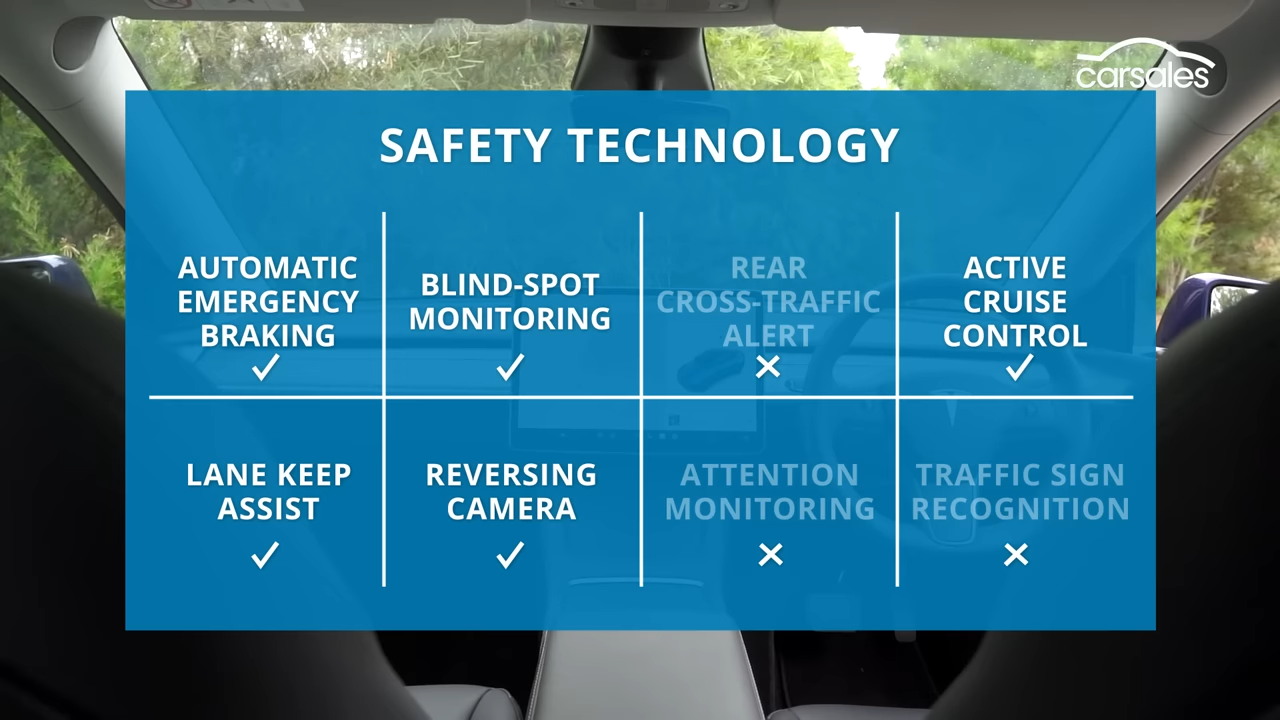 carsales
SAFETY TECHNOLOGY
AUTOMATIC
EMERGENCY
BRAKING
BLIND-SPOT
MONITORING
REAR
CROSS-TRAFFIC
ALERT
ACTIVE
CRUISE
CONTROL
LANE KEEP
ASSIST
REVERSING
CAMERA
ATTENTION
MONITORING
TRAFFIC SIGN
RECOGNITION